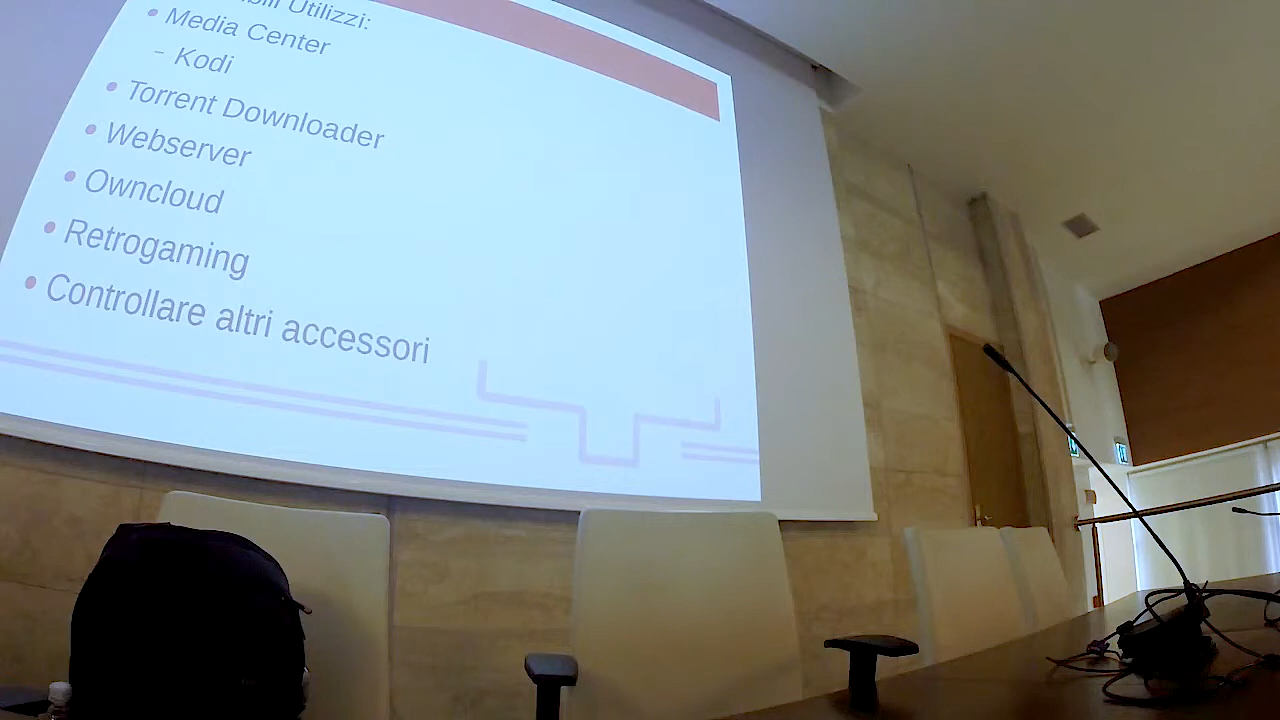 Utilizzi:
• Media Center
– Kodi
• Torrent Downloader
• Webserver
• Owncloud
• Retrogaming
• Controllare altri accessori